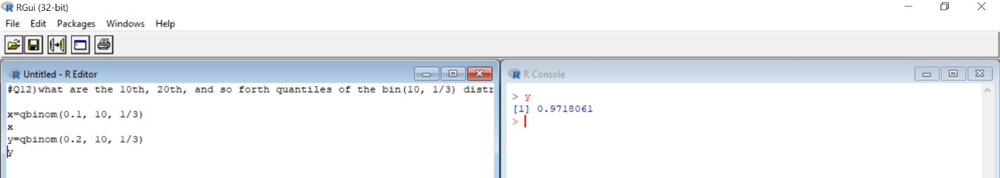 RGui (32-bit)
File Edit Packages Windows Help
Untitled - R Editor
#Q12)what are the 10th, 20th, and so forth quantiles of the bin(10, 1/3) distr
x=qbinom(0.1, 10, 1/3)
x
y=qbinom(0.2, 10, 1/3)
y
R Console
> y
[1] 0.9718061
>